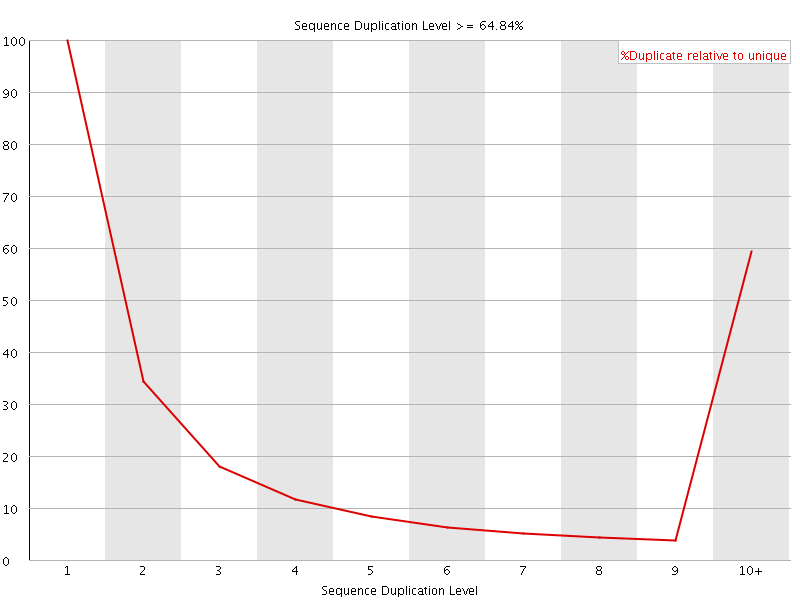 Sequence Duplication Level >= 64.84%
%Duplicate relative to unique
100
90
80
70
60
50
40
30
20
10
0
1 2 3 4 5 6 7 8 9 10+
Sequence Duplication Level